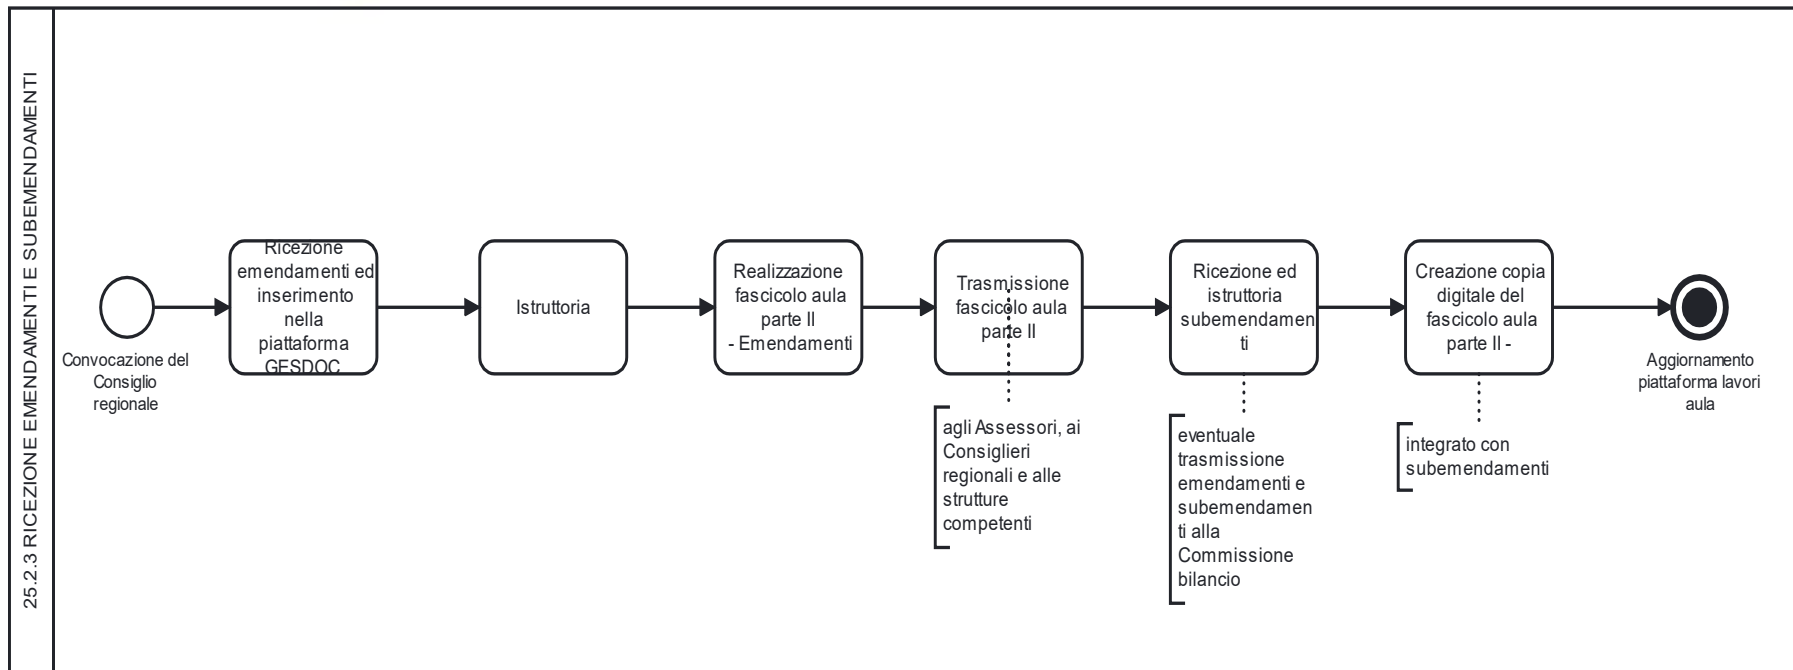 25.2.3 RICEZIONE EMENDAMENTI E SUBEMENDAMENTI
Convocazione del
Consiglio
regionale
Ricezione
emendamenti ed
inserimento
nella
piattaforma
GESDOC
Istruttoria
Realizzazione
fascicolo aula
parte II
- Emendamenti
Trasmissione
fascicolo aula
parte II
agli Assessori, ai
Consiglieri
regionali e alle
strutture
competenti
Ricezione ed
istruttoria
subemendamen
ti
eventuale
trasmissione
emendamenti e
subemendamen
ti alla
Commissione
bilancio
Creazione copia
digitale del
fascicolo aula
parte II -
integrato con
subemendamenti
Aggiornamento
piattaforma lavori
aula